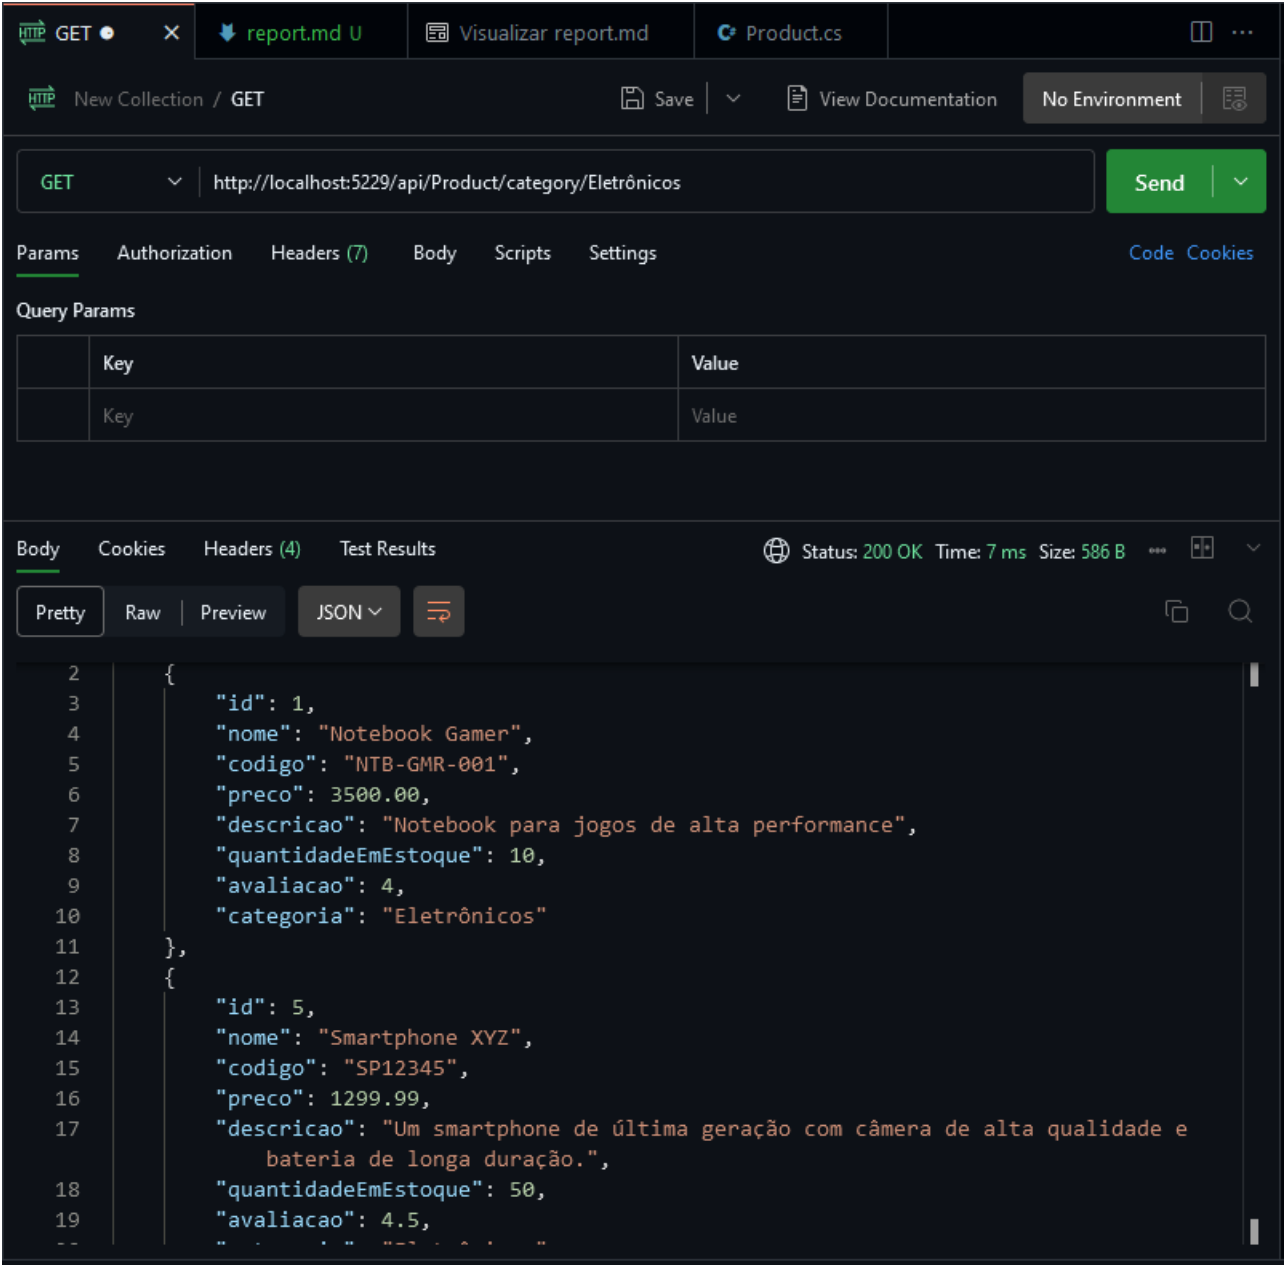 HTTP GET report.md U Visualizar report.md C# Product.cs ...
HTTP New Collection / GET Save View Documentation No Environment
GET http://localhost:5229/api/Product/category/Eletrônicos Send
Params Authorization Headers (7) Body Scripts Settings Code Cookies
Query Params
Key Value
Key Value
Body Cookies Headers (4) Test Results Status: 200 OK Time: 7 ms Size: 586 B
Pretty Raw Preview JSON
2 {
3 "id": 1,
4 "nome": "Notebook Gamer",
5 "codigo": "NTB-GMR-001",
6 "preco": 3500.00,
7 "descricao": "Notebook para jogos de alta performance",
8 "quantidadeEmEstoque": 10,
9 "avaliacao": 4,
10 "categoria": "Eletrônicos"
11 },
12 {
13 "id": 5,
14 "nome": "Smartphone XYZ",
15 "codigo": "SP12345",
16 "preco": 1299.99,
17 "descricao": "Um smartphone de última geração com câmera de alta qualidade e
bateria de longa duração.",
18 "quantidadeEmEstoque": 50,
19 "avaliacao": 4.5,